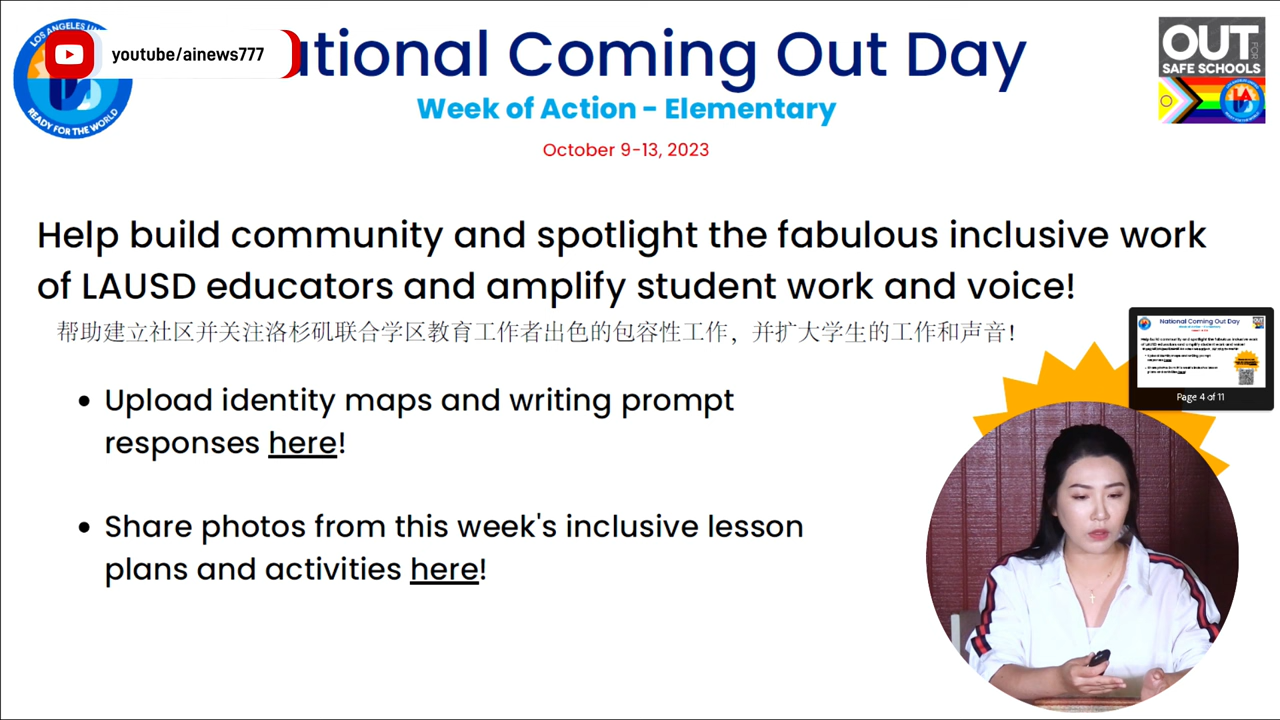 LOS ANGELES UN
youtube/ainews777
tional Coming Out Day
OUT FOR
SAFE SCHOOLS
READY FOR THE WORLD
Week of Action - Elementary
October 9-13, 2023
Help build community and spotlight the fabulous inclusive work
of LAUSD educators and amplify student work and voice!
帮助建立社区并关注洛杉矶联合学区教育工作者出色的包容性工作，并扩大学生的工作和声音！
National Coming Out Day
Page 4 of 11
• Upload identity maps and writing prompt
responses here!
• Share photos from this week's inclusive lesson
plans and activities here!